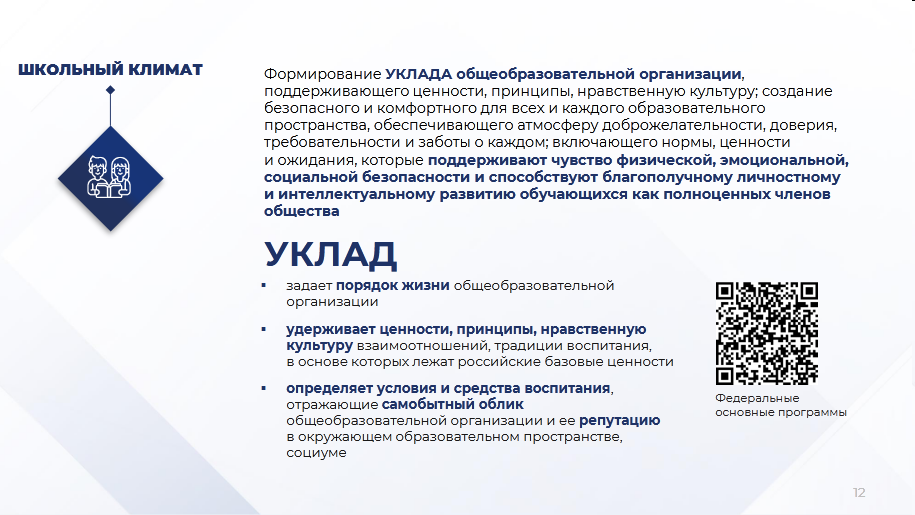 ШКОЛЬНЫЙ КЛИМАТ
Формирование УКЛАДА общеобразовательной организации,
поддерживающего ценности, принципы, нравственную культуру; создание
безопасного и комфортного для всех и каждого образовательного
пространства, обеспечивающего атмосферу доброжелательности, доверия,
требовательности и заботы о каждом; включающего нормы, ценности
и ожидания, которые поддерживают чувство физической, эмоциональной,
социальной безопасности и способствуют благополучному личностному
и интеллектуальному развитию обучающихся как полноценных членов
общества
УКЛАД
▪ задает порядок жизни общеобразовательной
организации
▪ удерживает ценности, принципы, нравственную
культуру взаимоотношений, традиции воспитания,
в основе которых лежат российские базовые ценности
▪ определяет условия и средства воспитания,
отражающие самобытный облик
общеобразовательной организации и ее репутацию
в окружающем образовательном пространстве,
социуме
Федеральные
основные программы
12